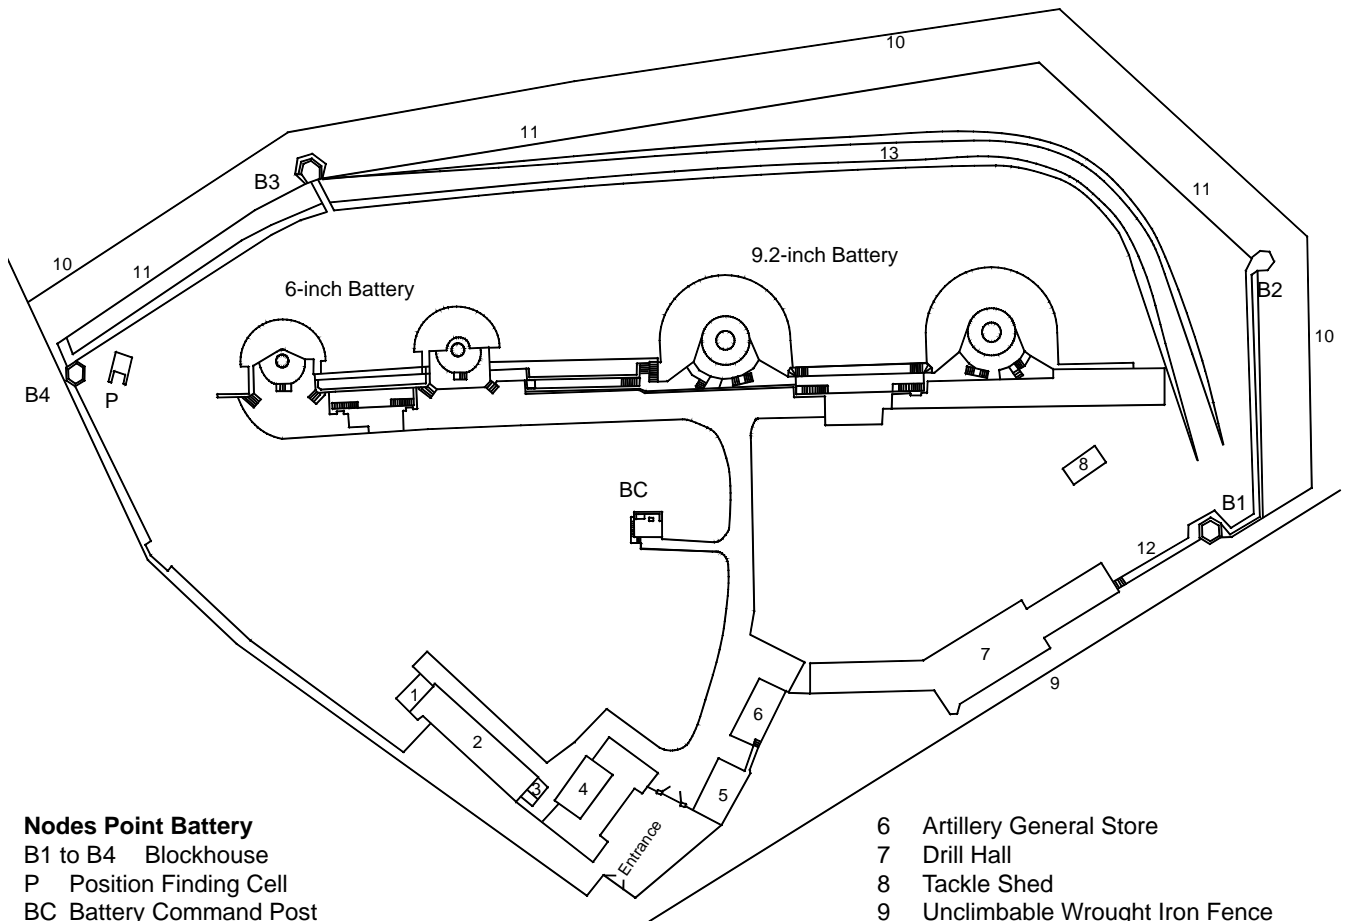 10
11
13
B3
11
9.2-inch Battery
10
11
6-inch Battery
B2
10
B4
P
8
BC
B1
12
7
9
1
6
2
3
4
5
Entrance
Nodes Point Battery
B1 to B4 Blockhouse
P Position Finding Cell
BC Battery Command Post
6 Artillery General Store
7 Drill Hall
8 Tackle Shed
9 Unclimbable Wrought Iron Fence